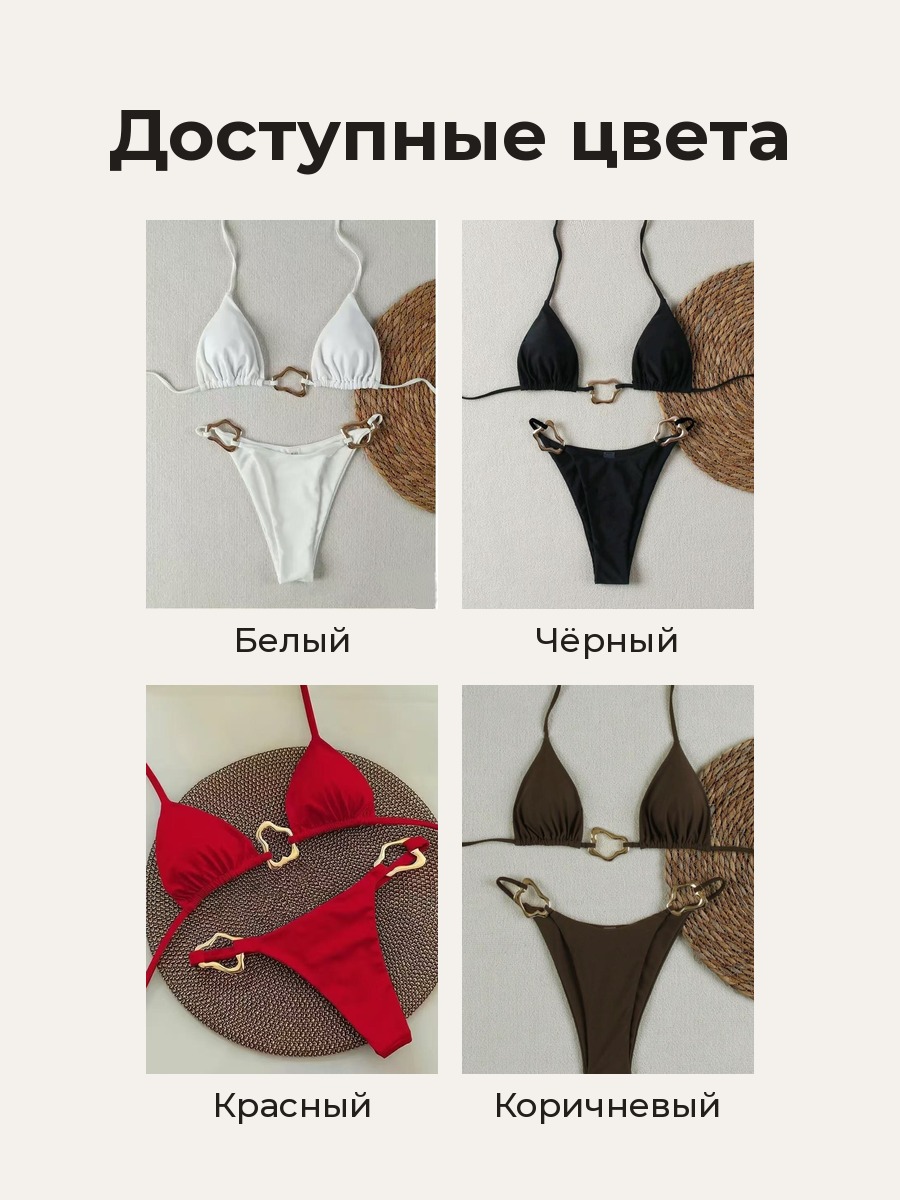 Доступные цвета
Белый
Чёрный
Красный
Коричневый